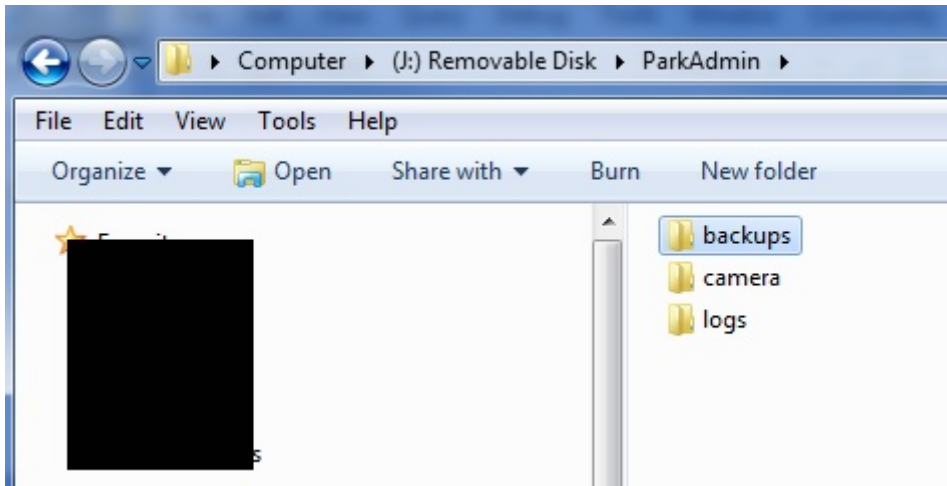 Computer (J:) Removable Disk ParkAdmin
File Edit View Tools Help
Organize Open Share with Burn New folder
backups
camera
logs